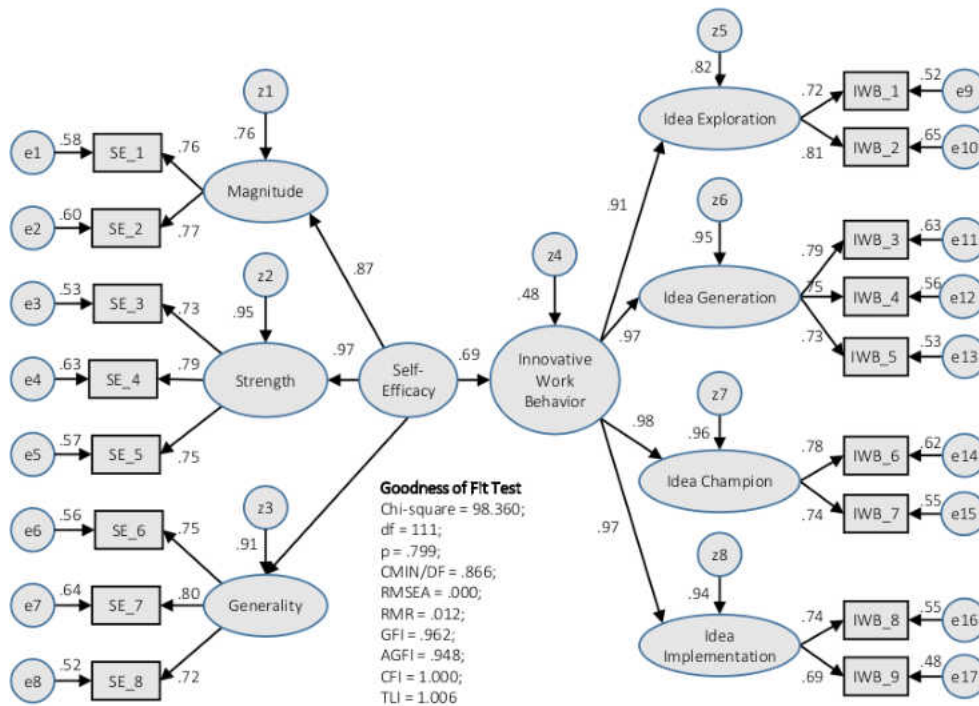 z5
.82
IWB_1
.52
e9
.72
z1
Idea Exploration
.58
.76
.81
IWB_2
.65
e10
e1
SE_1
.76
Magnitude
.91
z6
.60
.77
e2
SE_2
.95
.79
IWB_3
.63
e11
z4
.87
z2
Idea Generation
.75
IWB_4
.56
e12
.53
.73
.48
.97
.73
e3
SE_3
.95
IWB_5
.53
e13
.97
Self-
Efficacy
.69
Innovative
Work
Behavior
.63
.79
Strength
e4
SE_4
z7
.98
.96
.78
IWB_6
.62
e14
.57
.75
e5
SE_5
Idea Champion
z3
.74
IWB_7
.55
e15
.56
.75
.91
.97
e6
SE_6
Goodness of Fit Test
Chi-square = 98.360;
df = 111;
p = .799;
CMIN/DF = .866;
RMSEA = .000;
RMR = .012;
GFI = .962;
AGFI = .948;
CFI = 1.000;
TLI = 1.006
z8
.64
.80
Generality
e7
SE_7
.94
.74
IWB_8
.55
e16
.52
.72
e8
SE_8
Idea
Implementation
.69
IWB_9
.48
e17